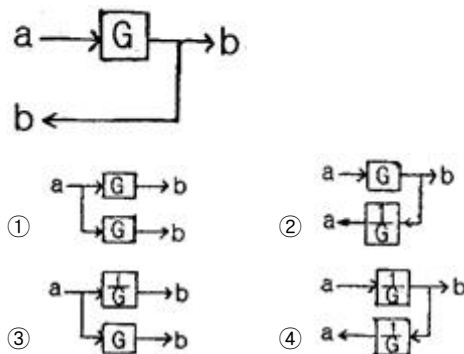 a G b
b
① a G b
G b
② a G b
a 1/G
③ a 1/G b
G b
④ a 1/G b
a 1/G